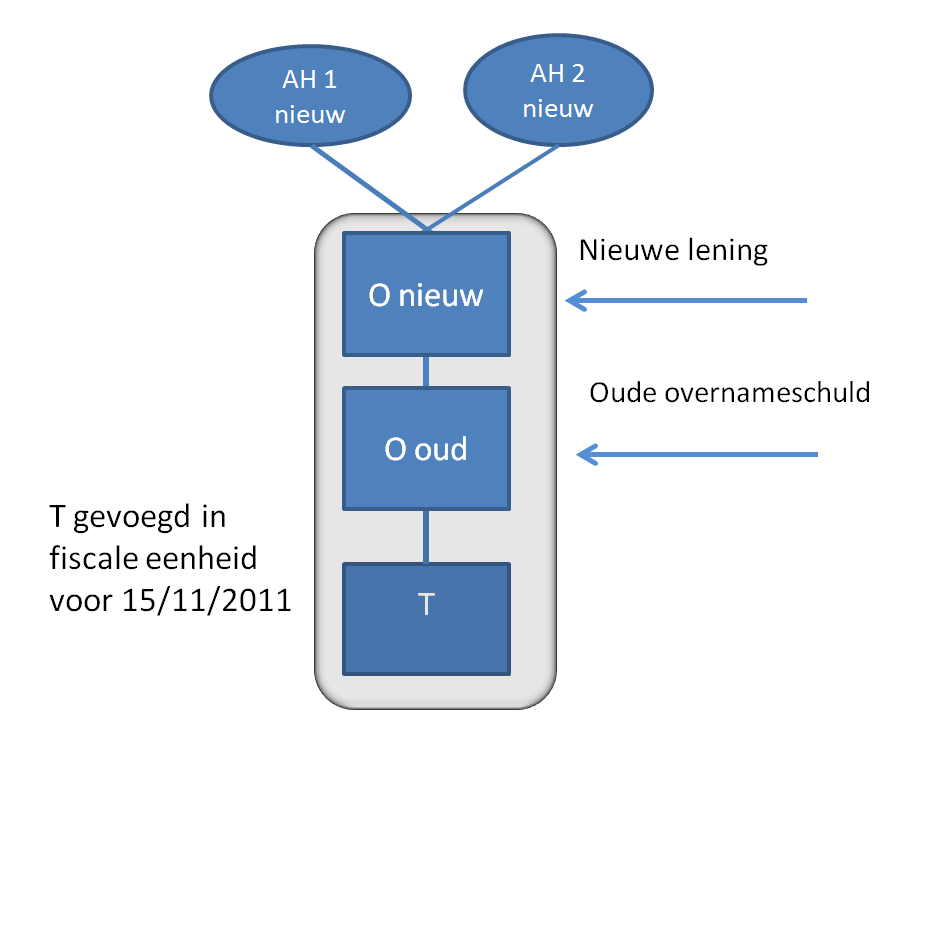 AH 1
nieuw
AH 2
nieuw
Nieuwe lening
O nieuw
Oude overnameschuld
O oud
T gevoegd in
fiscale eenheid
voor 15/11/2011
T